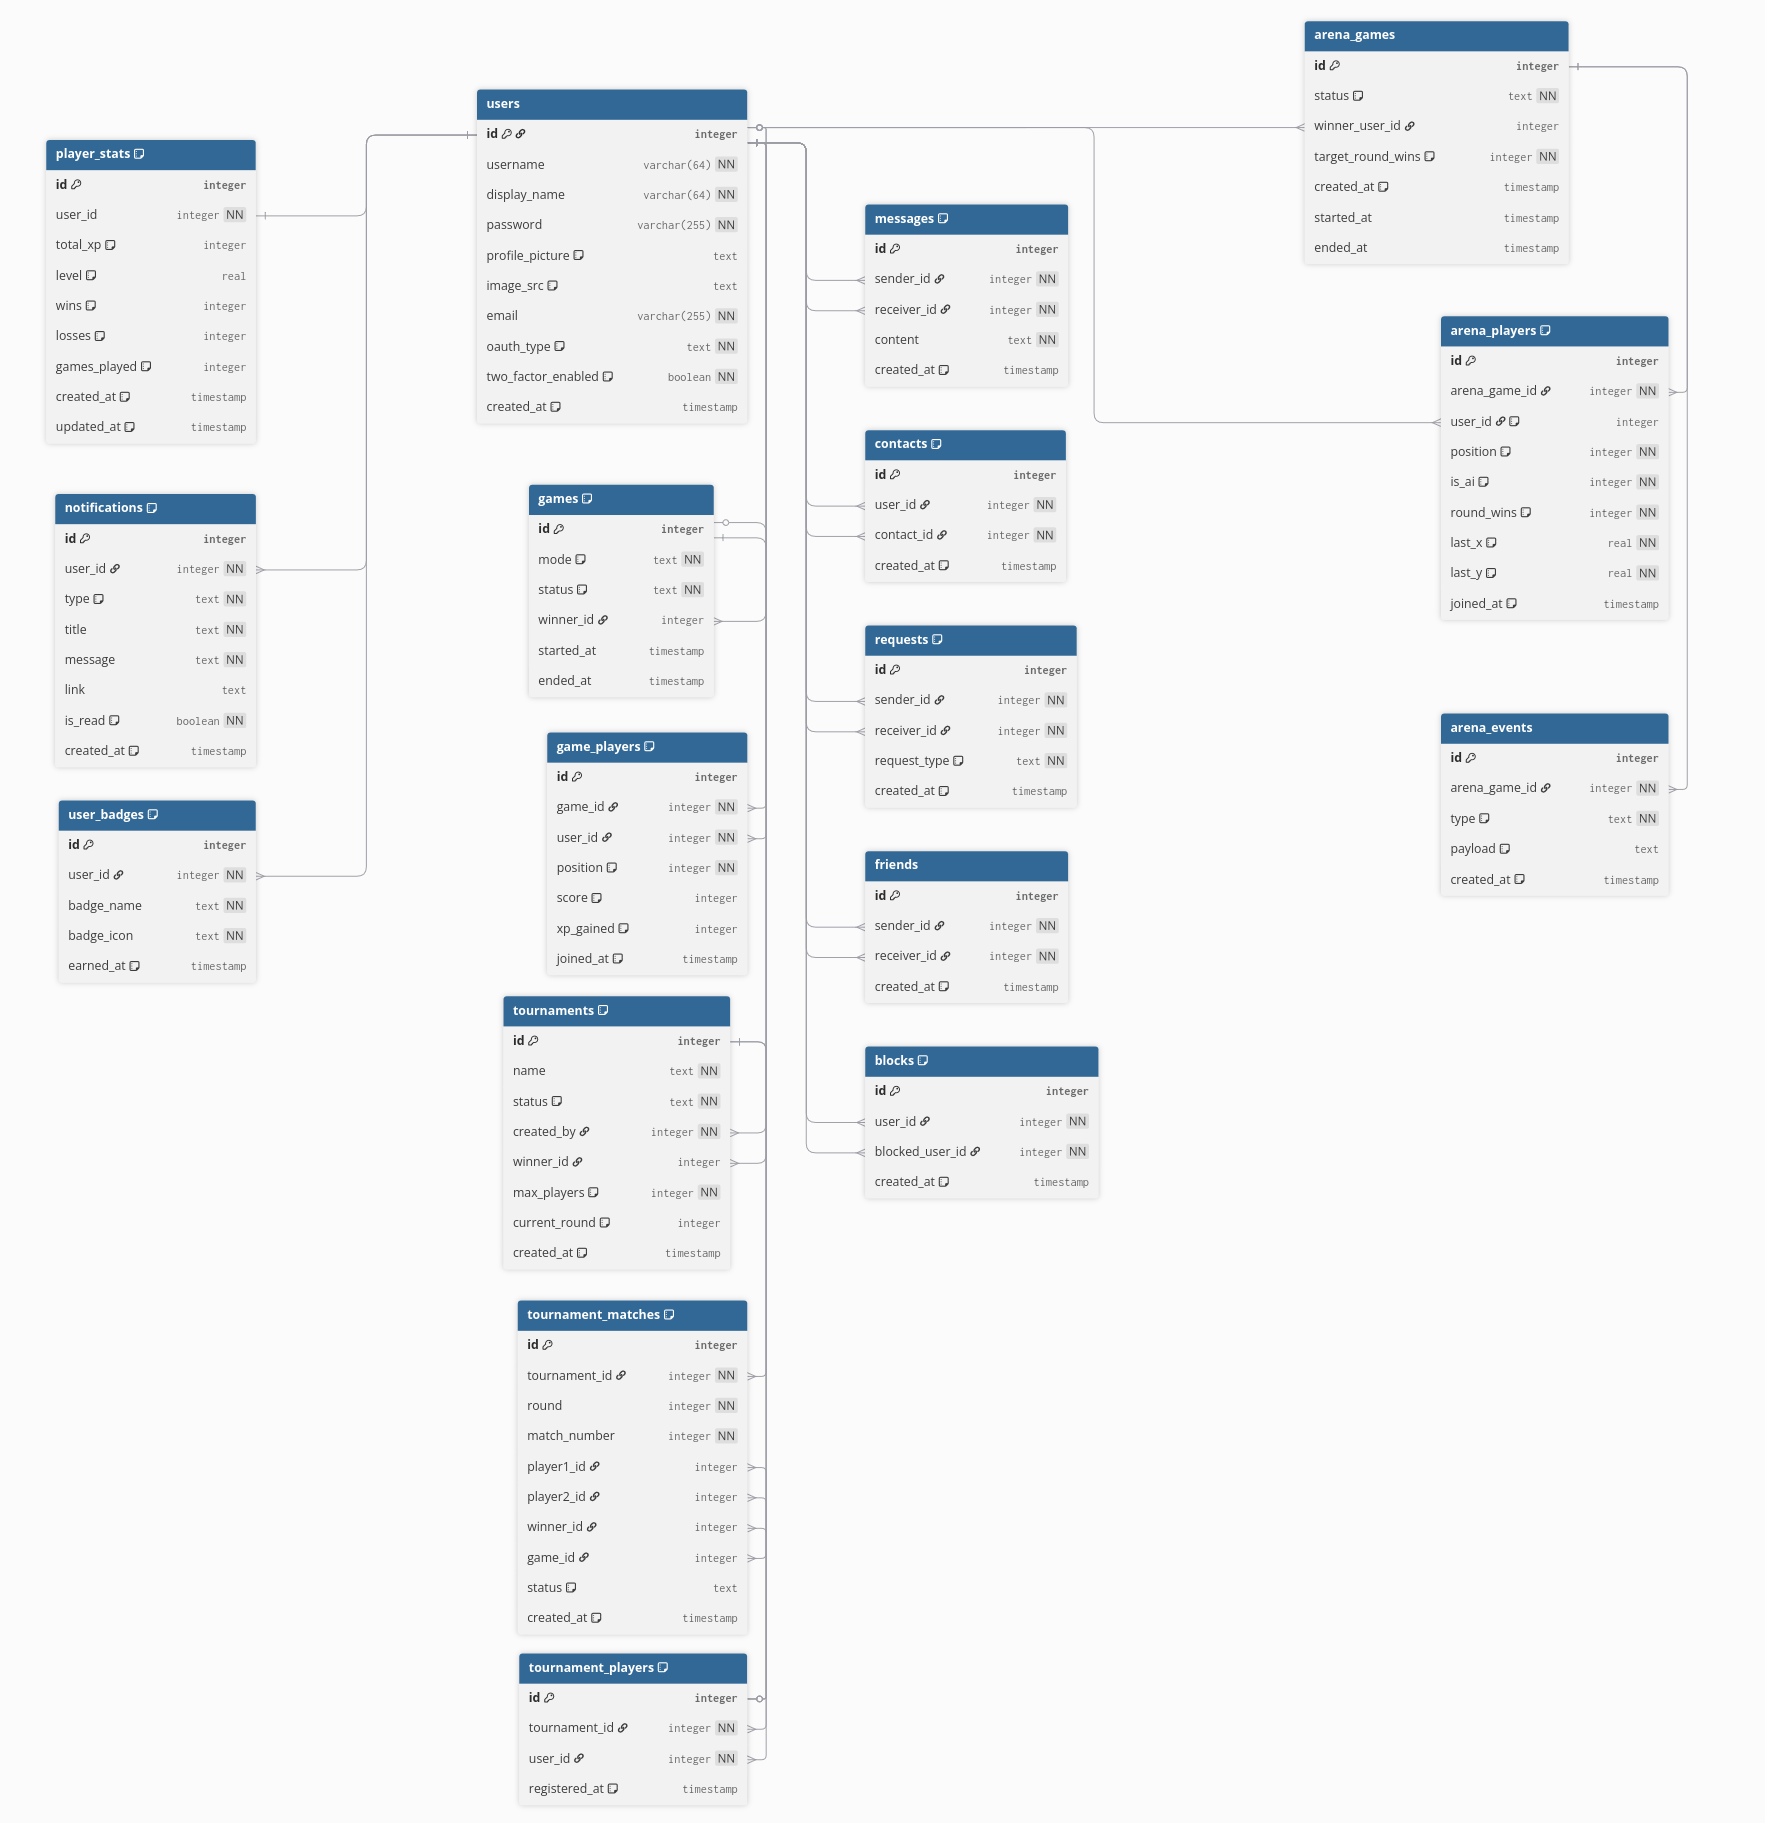 player_stats
id integer
user_id integer NN
total_xp integer
level real
wins integer
losses integer
games_played integer
created_at timestamp
updated_at timestamp
notifications
id integer
user_id integer NN
type text NN
title text NN
message text NN
link text
is_read boolean NN
created_at timestamp
user_badges
id integer
user_id integer NN
badge_name text NN
badge_icon text NN
earned_at timestamp
users
id integer
username varchar(64) NN
display_name varchar(64) NN
password varchar(255) NN
profile_picture text
image_src text
email varchar(255) NN
oauth_type text NN
two_factor_enabled boolean NN
created_at timestamp
games
id integer
mode text NN
status text NN
winner_id integer
started_at timestamp
ended_at timestamp
game_players
id integer
game_id integer NN
user_id integer NN
position integer NN
score integer
xp_gained integer
joined_at timestamp
tournaments
id integer
name text NN
status text NN
created_by integer NN
winner_id integer
max_players integer NN
current_round integer
created_at timestamp
tournament_matches
id integer
tournament_id integer NN
round integer NN
match_number integer NN
player1_id integer
player2_id integer
winner_id integer
game_id integer
status text
created_at timestamp
tournament_players
id integer
tournament_id integer NN
user_id integer NN
registered_at timestamp
messages
id integer
sender_id integer NN
receiver_id integer NN
content text NN
created_at timestamp
contacts
id integer
user_id integer NN
contact_id integer NN
created_at timestamp
requests
id integer
sender_id integer NN
receiver_id integer NN
request_type text NN
created_at timestamp
friends
id integer
sender_id integer NN
receiver_id integer NN
created_at timestamp
blocks
id integer
user_id integer NN
blocked_user_id integer NN
created_at timestamp
arena_games
id integer
status text NN
winner_user_id integer
target_round_wins integer NN
created_at timestamp
started_at timestamp
ended_at timestamp
arena_players
id integer
arena_game_id integer NN
user_id integer
position integer NN
is_ai integer NN
round_wins integer NN
last_x real NN
last_y real NN
joined_at timestamp
arena_events
id integer
arena_game_id integer NN
type text NN
payload text
created_at timestamp